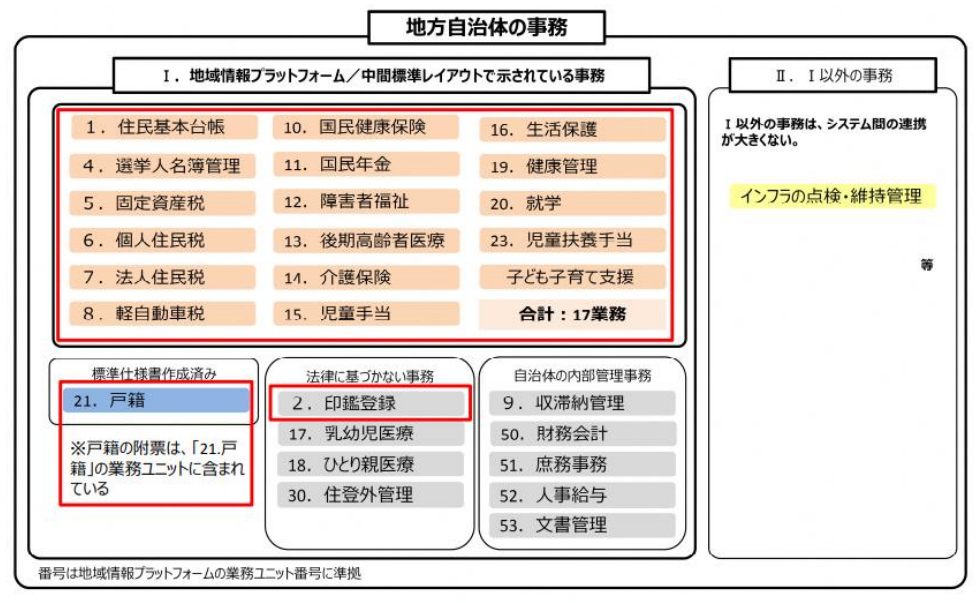 地方自治体の事務
Ⅰ．地域情報プラットフォーム／中間標準レイアウトで示されている事務
1．住民基本台帳
4．選挙人名簿管理
5．固定資産税
6．個人住民税
7．法人住民税
8．軽自動車税
10．国民健康保険
11．国民年金
12．障害者福祉
13．後期高齢者医療
14．介護保険
15．児童手当
16．生活保護
19．健康管理
20．就学
23．児童扶養手当
子ども子育て支援
合計：17業務
標準仕様書作成済み
21．戸籍
※戸籍の附票は、「21.戸
籍」の業務ユニットに含まれ
ている
法律に基づかない事務
2．印鑑登録
17．乳幼児医療
18．ひとり親医療
30．住登外管理
自治体の内部管理事務
9．収滞納管理
50．財務会計
51．庶務事務
52．人事給与
53．文書管理
Ⅱ．Ⅰ以外の事務
Ⅰ以外の事務は、システム間の連携
が大きくない。
インフラの点検・維持管理
等
番号は地域情報プラットフォームの業務ユニット番号に準拠